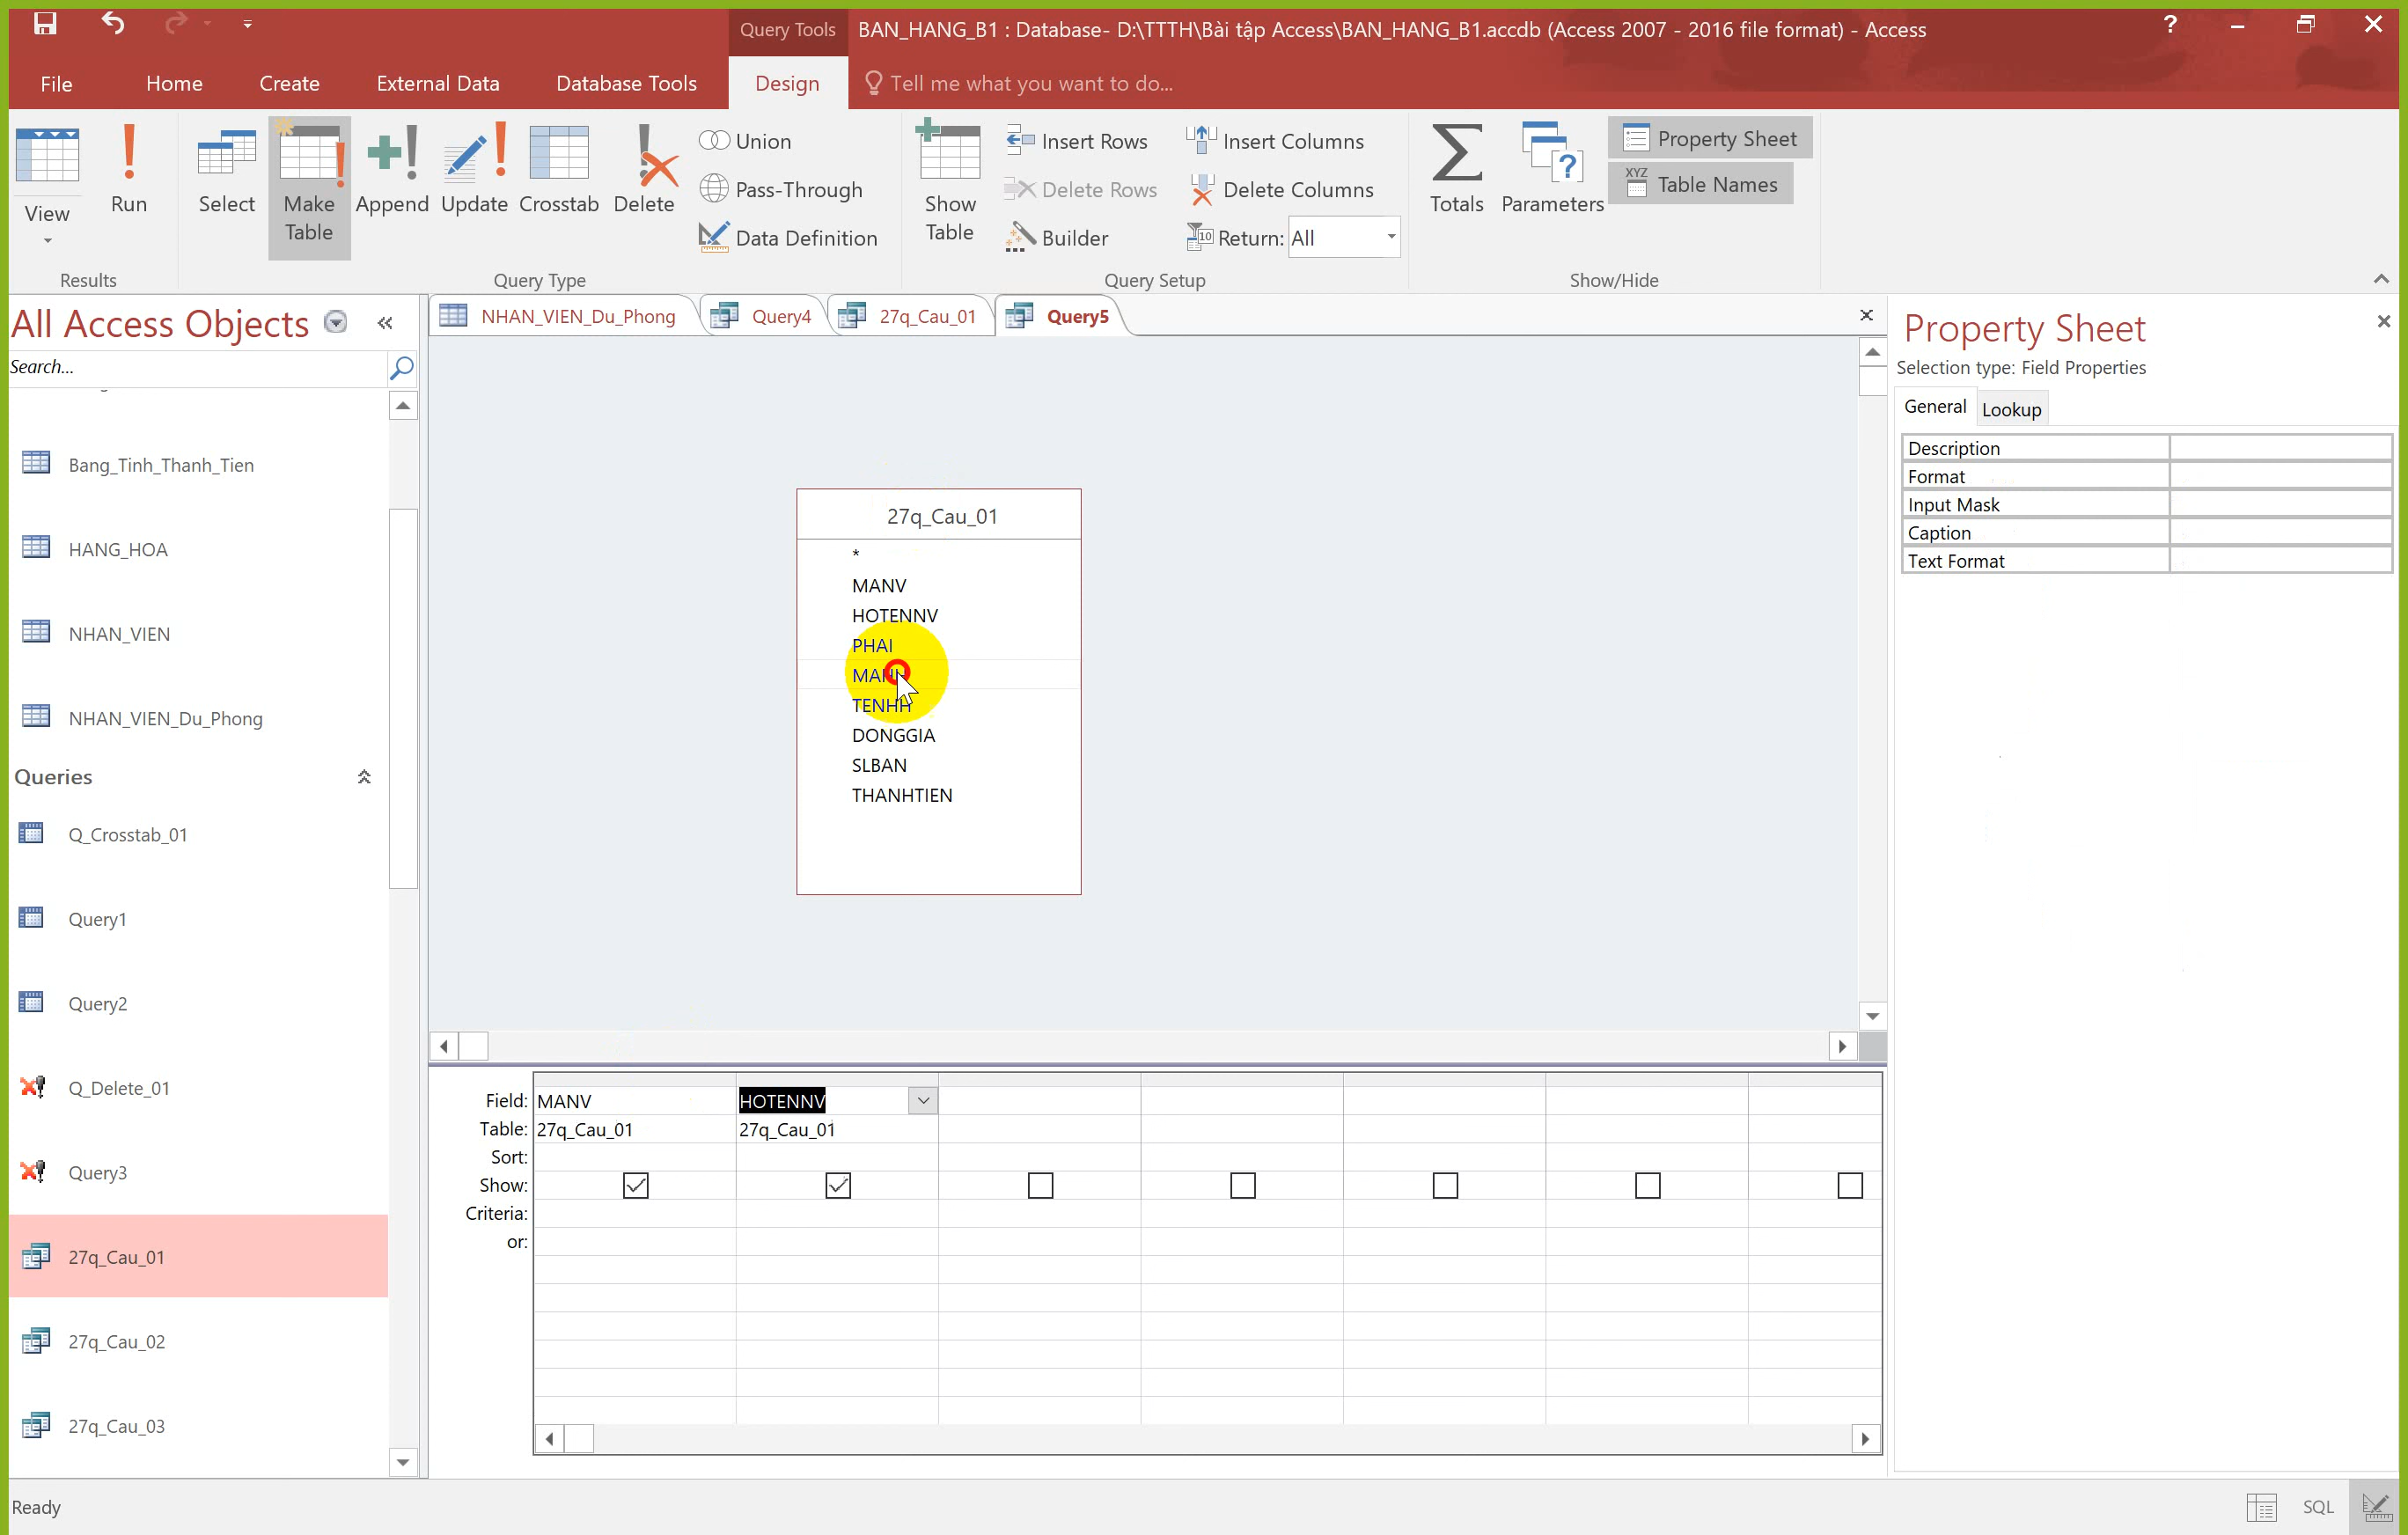 Query Tools
BAN_HANG_B1 : Database- D:\TTTH\Bài tập Access\BAN_HANG_B1.accdb (Access 2007 - 2016 file format) - Access
?
File Home Create External Data Database Tools Design Tell me what you want to do...
View
Run
Select
Make Table
Append
Update
Crosstab
Delete
Union
Pass-Through
Data Definition
Show Table
Insert Rows
Delete Rows
Builder
Insert Columns
Delete Columns
Return: All
Totals
Parameters
Property Sheet
Table Names
Results
Query Type
Query Setup
Show/Hide
All Access Objects
Search...
Bang_Tinh_Thanh_Tien
HANG_HOA
NHAN_VIEN
NHAN_VIEN_Du_Phong
Queries
Q_Crosstab_01
Query1
Query2
Q_Delete_01
Query3
27q_Cau_01
27q_Cau_02
27q_Cau_03
NHAN_VIEN_Du_Phong Query4 27q_Cau_01 Query5
27q_Cau_01
*
MANV
HOTENNV
PHAI
TENHH
DONGGIA
SLBAN
THANHTIEN
Field: MANV HOTENNV
Table: 27q_Cau_01 27q_Cau_01
Sort:
Show:
Criteria:
or:
Property Sheet
Selection type: Field Properties
General Lookup
Description
Format
Input Mask
Caption
Text Format
Ready
SQL